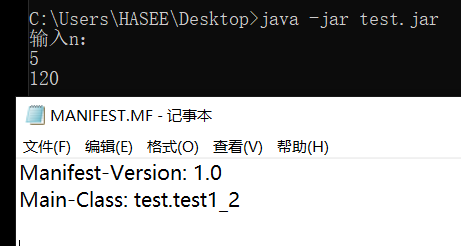 C:\Users\HASEE\Desktop>java -jar test.jar
输入n:
5
120
MANIFEST.MF - 记事本
文件(F) 编辑(E) 格式(O) 查看(V) 帮助(H)
Manifest-Version: 1.0
Main-Class: test.test1_2